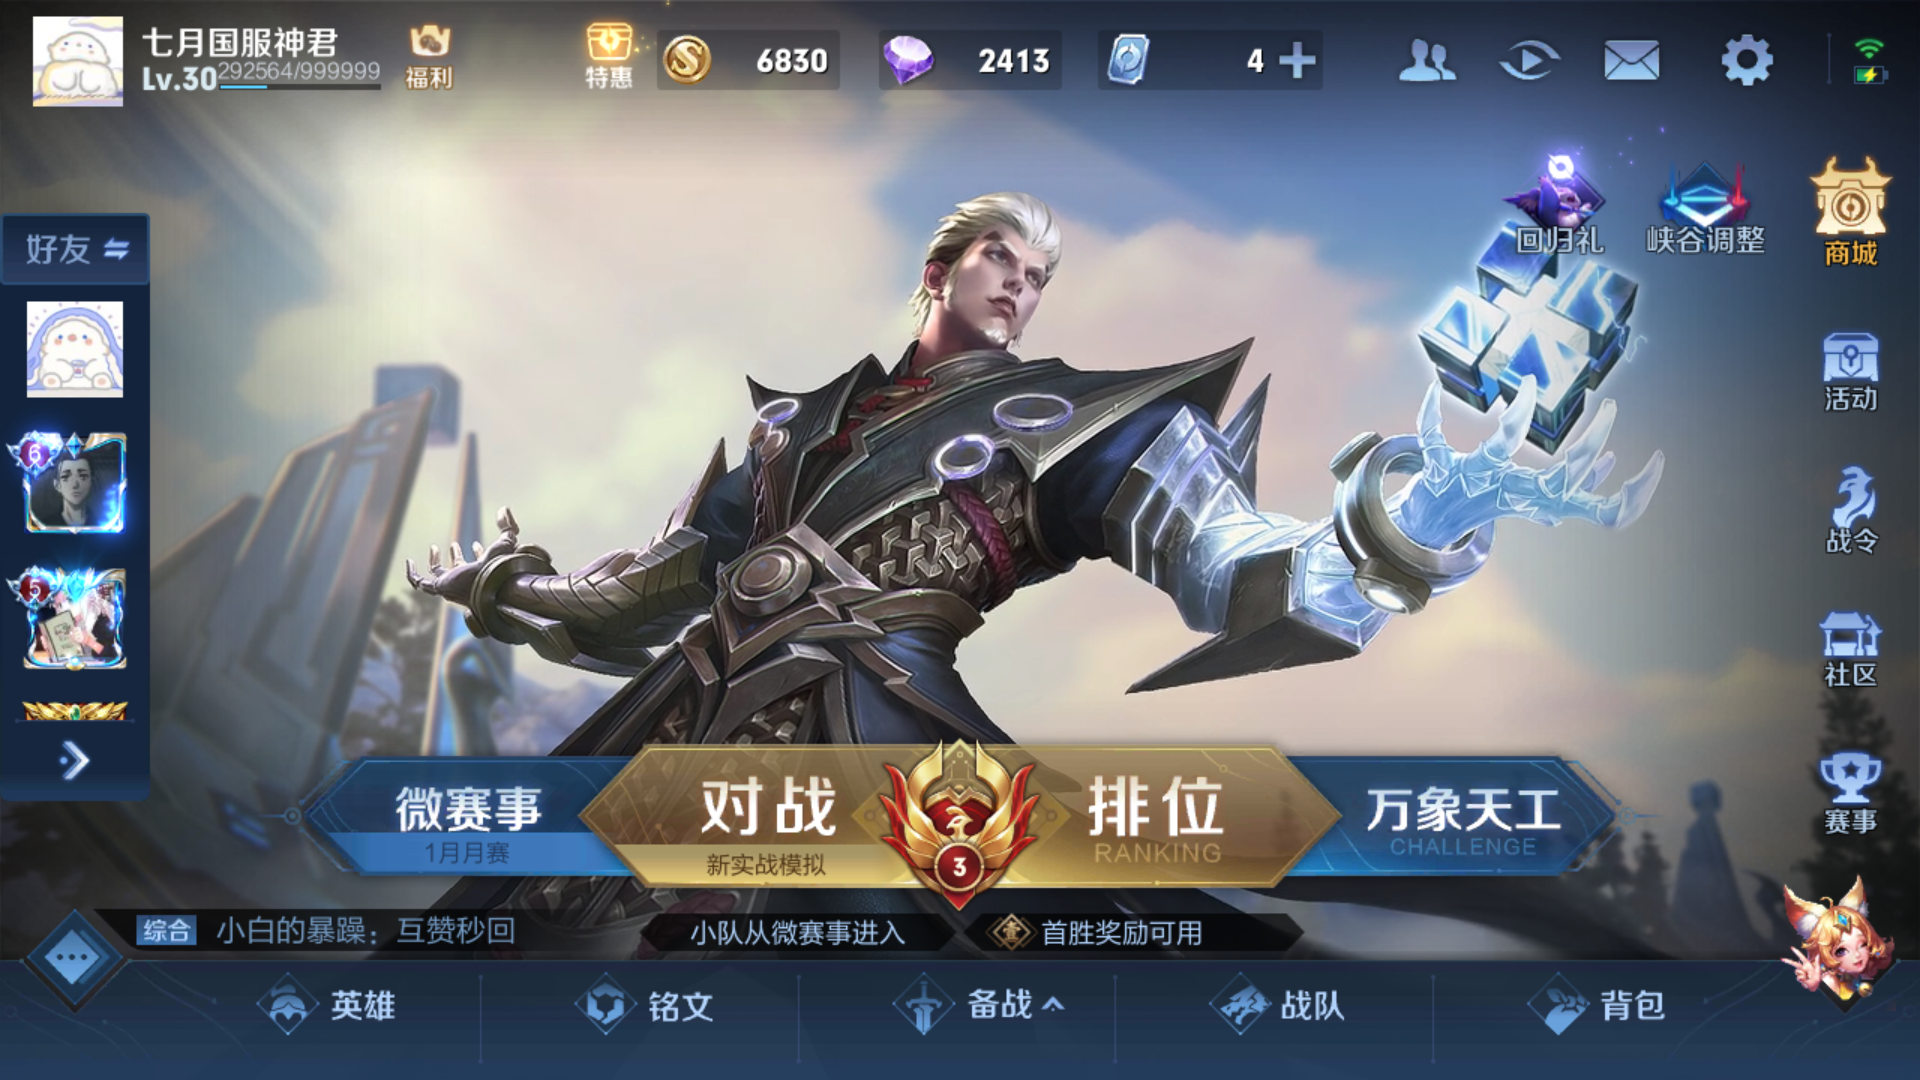 七月国服神君
Lv.30 292564/999999
福利
特惠
6830
2413
4
好友
6
5
回归礼
峡谷调整
商城
活动
战令
社区
赛事
微赛事
1月月赛
对战
新实战模拟
3
排位
RANKING
万象天工
CHALLENGE
综合 小白的暴躁：互赞秒回
小队从微赛事进入
壹 首胜奖励可用
英雄
铭文
备战
战队
背包